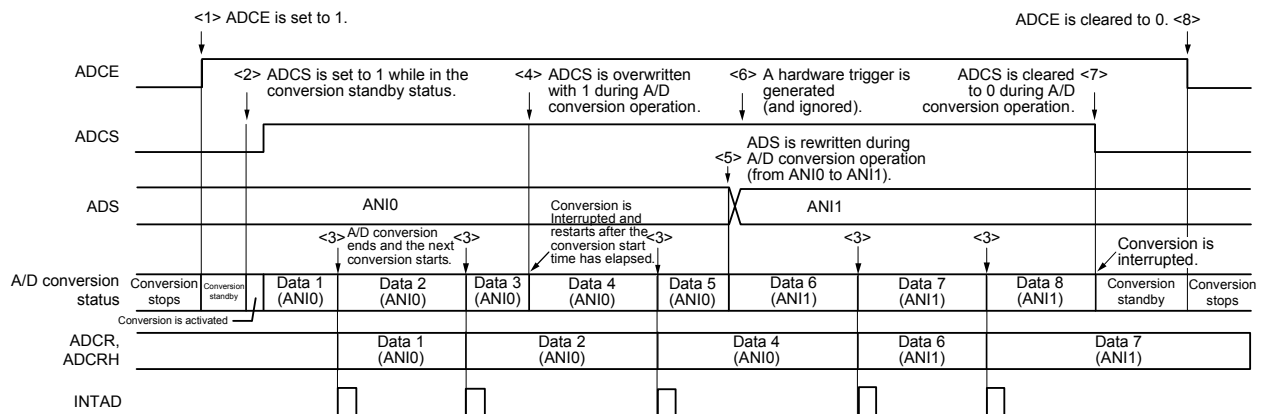 <1> ADCE is set to 1.
ADCE is cleared to 0. <8>
ADCE
<2> ADCS is set to 1 while in the
conversion standby status.
<4> ADCS is overwritten
with 1 during A/D
conversion operation.
<6> A hardware trigger is
generated
(and ignored).
ADCS is cleared <7>
to 0 during A/D
conversion operation.
ADCS
<5> ADS is rewritten during
A/D conversion operation
(from ANI0 to ANI1).
ADS
ANI0
ANI1
<3> A/D conversion
ends and the next
conversion starts.
<3>
Conversion is
Interrupted and
restarts after the
conversion start
time has elapsed.
<3>
<3>
<3>
Conversion is
interrupted.
A/D conversion
status
Conversion
stops
Conversion
standby
Data 1
(ANI0)
Data 2
(ANI0)
Data 3
(ANI0)
Data 4
(ANI0)
Data 5
(ANI0)
Data 6
(ANI1)
Data 7
(ANI1)
Data 8
(ANI1)
Conversion
standby
Conversion
stops
Conversion is activated
ADCR,
ADCRH
Data 1
(ANI0)
Data 2
(ANI0)
Data 4
(ANI0)
Data 6
(ANI1)
Data 7
(ANI1)
INTAD